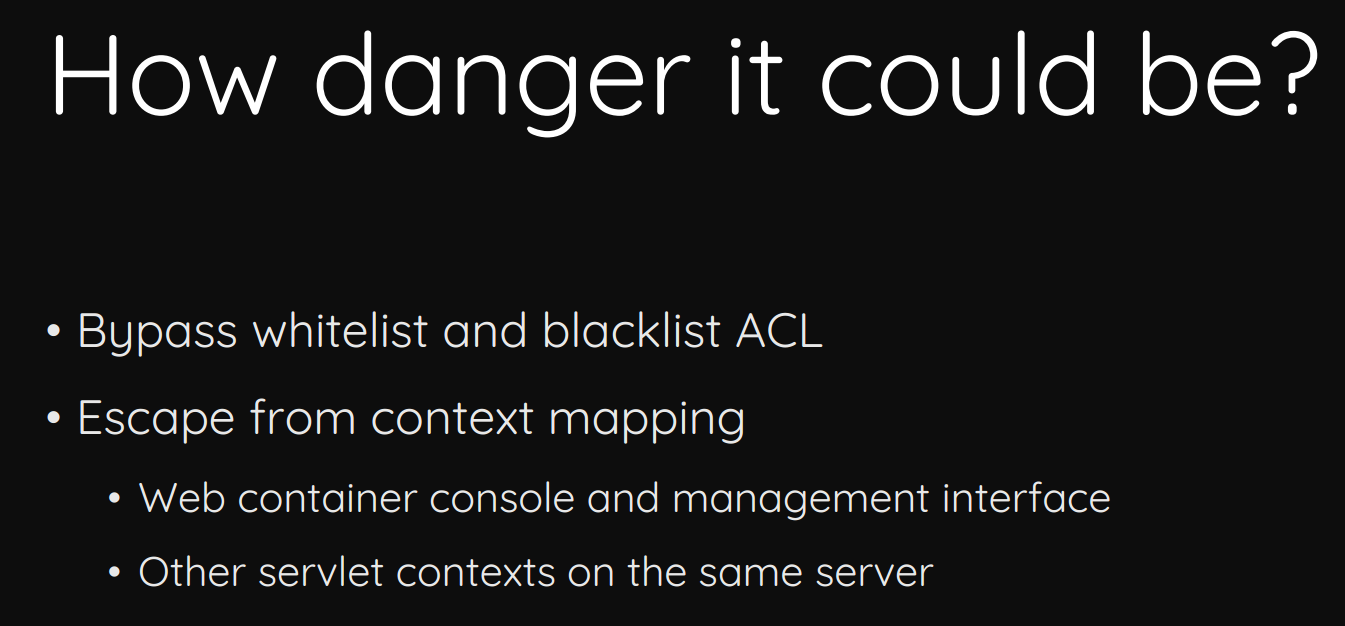 How danger it could be?
• Bypass whitelist and blacklist ACL
• Escape from context mapping
• Web container console and management interface
• Other servlet contexts on the same server